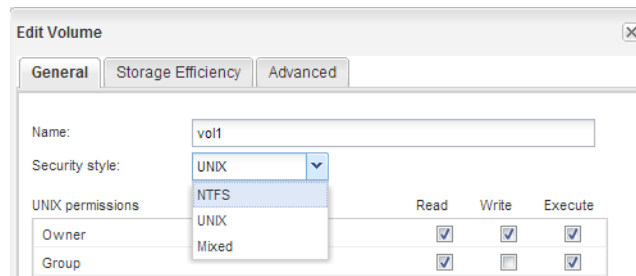 Edit Volume
General Storage Efficiency Advanced
Name: vol1
Security style: UNIX
NTFS
UNIX permissions Read Write Execute
UNIX
Owner
Mixed
Group